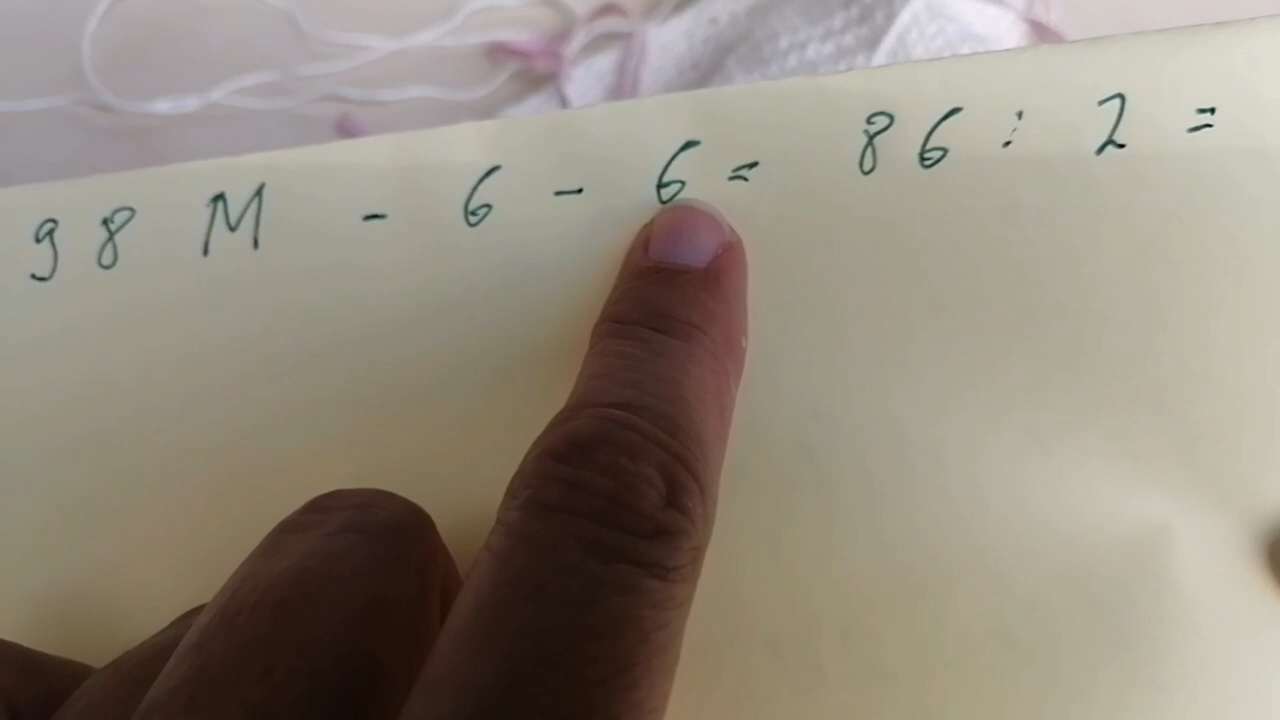 98 M - 6 - 6 = 86 : 2 =